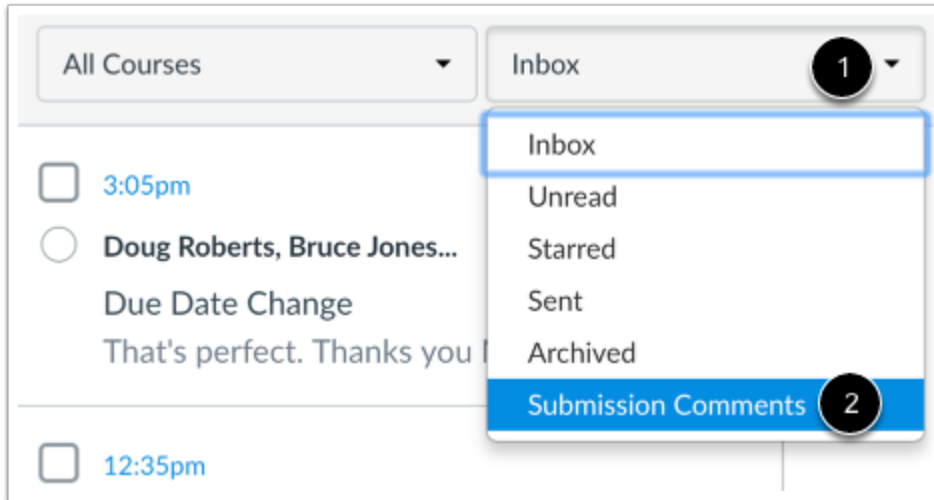 All Courses
Inbox 1
Inbox
3:05pm
Unread
Doug Roberts, Bruce Jones...
Starred
Due Date Change
Sent
That's perfect. Thanks you
Archived
Submission Comments 2
12:35pm